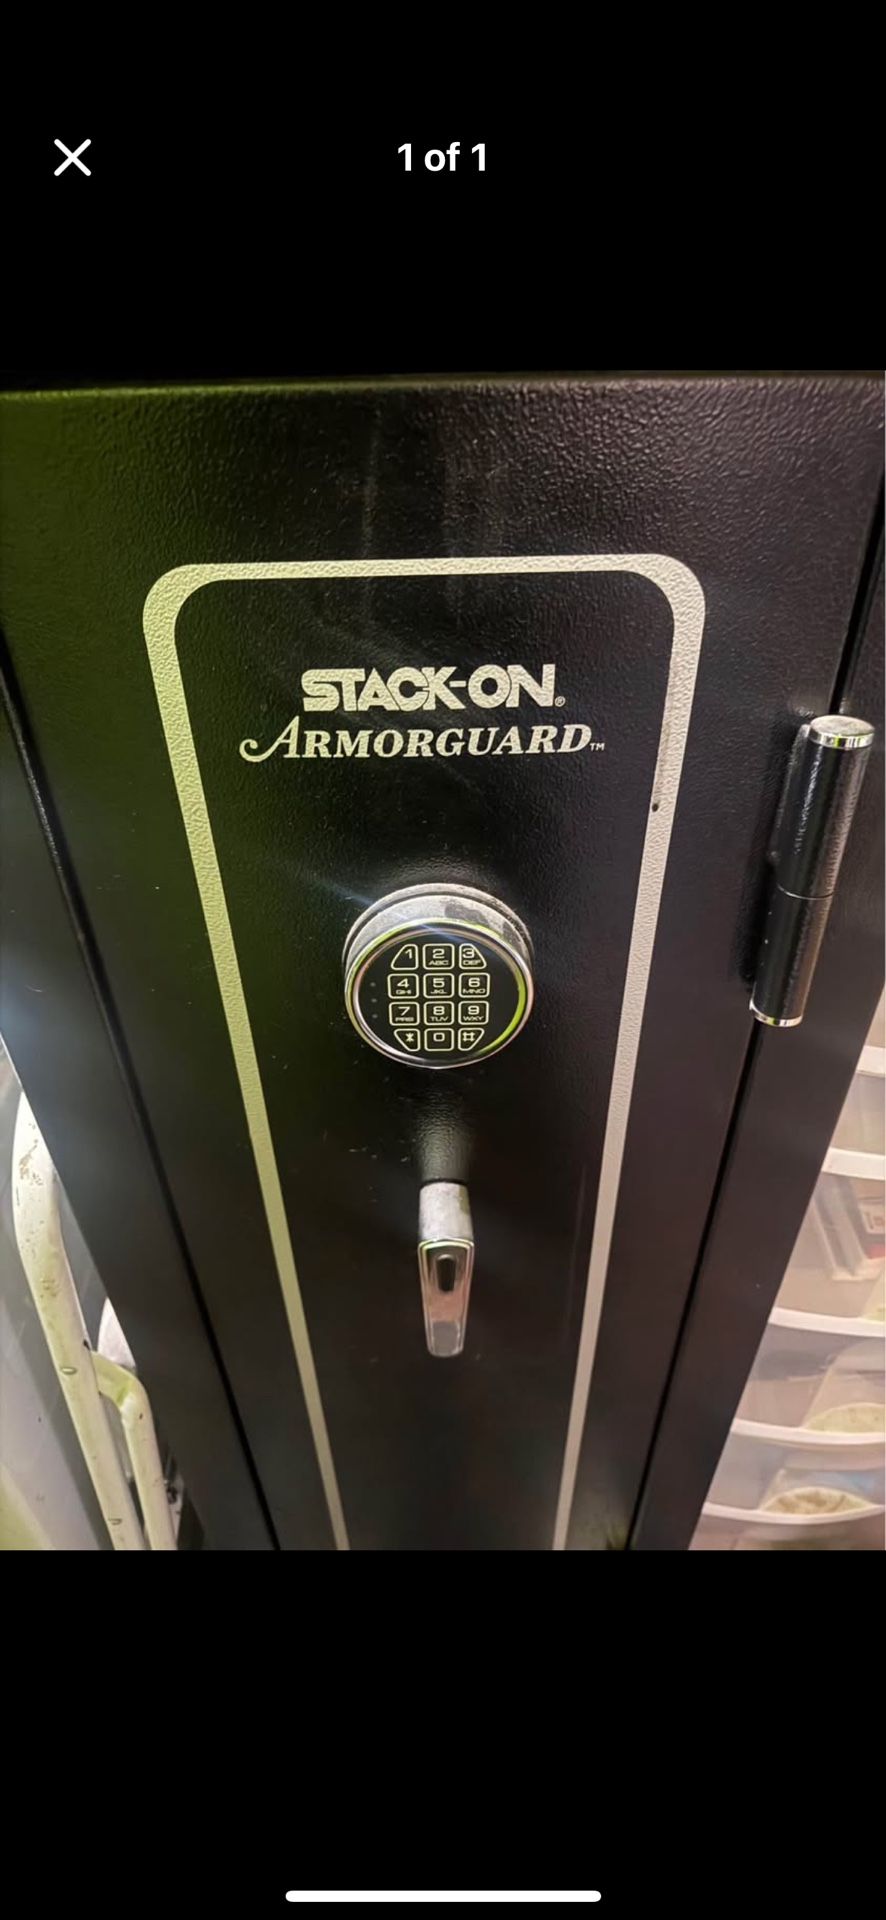 1 of 1
STACK-ON®
ARMORGUARD™
1 2 ABC 3 DEF
4 GHI 5 JKL 6 MNO
7 PRS 8 TUV 9 WXY
* 0 #